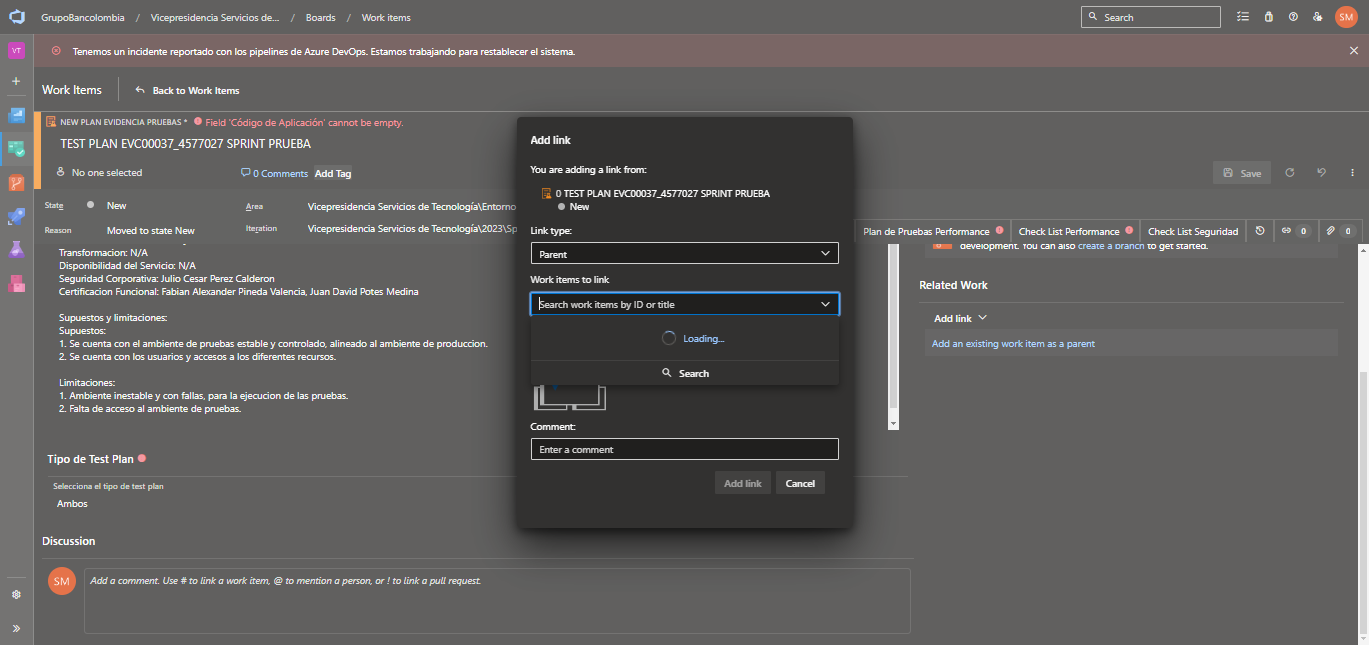 GrupoBancolombia / Vicepresidencia Servicios de... / Boards / Work items
Search
SM
VT
Tenemos un incidente reportado con los pipelines de Azure DevOps. Estamos trabajando para restablecer el sistema.
Work Items
Back to Work Items
NEW PLAN EVIDENCIA PRUEBAS * Field 'Código de Aplicación' cannot be empty.
TEST PLAN EVC00037_4577027 SPRINT PRUEBA
No one selected
0 Comments
Add Tag
Save
State
New
Area
Vicepresidencia Servicios de Tecnología\Entorno
Reason
Moved to state New
Iteration
Vicepresidencia Servicios de Tecnología\2023\Sp
Plan de Pruebas Performance
Check List Performance
Check List Seguridad
0
0
Transformacion: N/A
Disponibilidad del Servicio: N/A
Seguridad Corporativa: Julio Cesar Perez Calderon
Certificacion Funcional: Fabian Alexander Pineda Valencia, Juan David Potes Medina
Supuestos y limitaciones:
Supuestos:
1. Se cuenta con el ambiente de pruebas estable y controlado, alineado al ambiente de produccion.
2. Se cuenta con los usuarios y accesos a los diferentes recursos.
Limitaciones:
1. Ambiente inestable y con fallas, para la ejecucion de las pruebas.
2. Falta de acceso al ambiente de pruebas.
Tipo de Test Plan
Selecciona el tipo de test plan
Ambos
Discussion
SM
Add a comment. Use # to link a work item, @ to mention a person, or ! to link a pull request.
Add link
You are adding a link from:
0 TEST PLAN EVC00037_4577027 SPRINT PRUEBA
New
Link type:
Parent
Work items to link
Search work items by ID or title
Loading...
Search
Comment:
Enter a comment
Add link
Cancel
development. You can also create a branch to get started.
Related Work
Add link
Add an existing work item as a parent